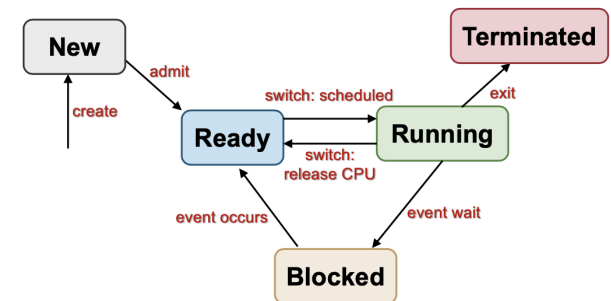 New
Terminated
admit
create
switch: scheduled
exit
Ready
Running
switch:
release CPU
event occurs
event wait
Blocked